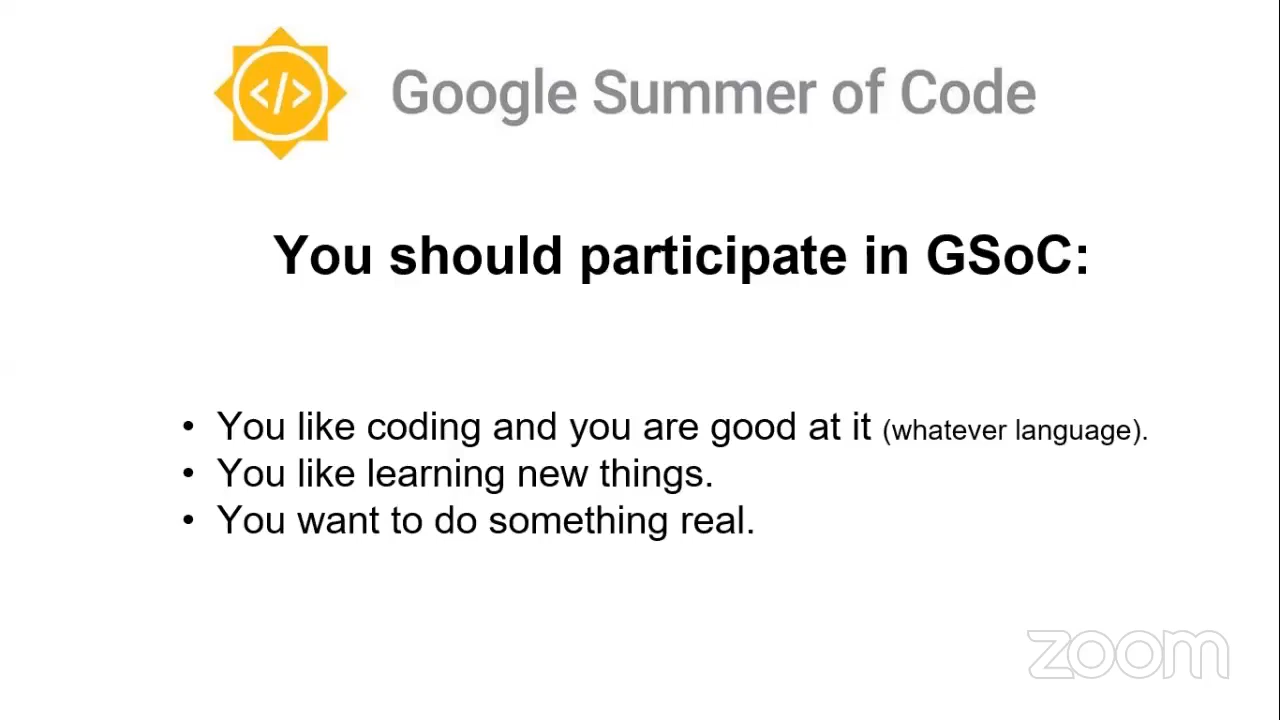 </>
Google Summer of Code
You should participate in GSoC:
• You like coding and you are good at it (whatever language).
• You like learning new things.
• You want to do something real.
zoom